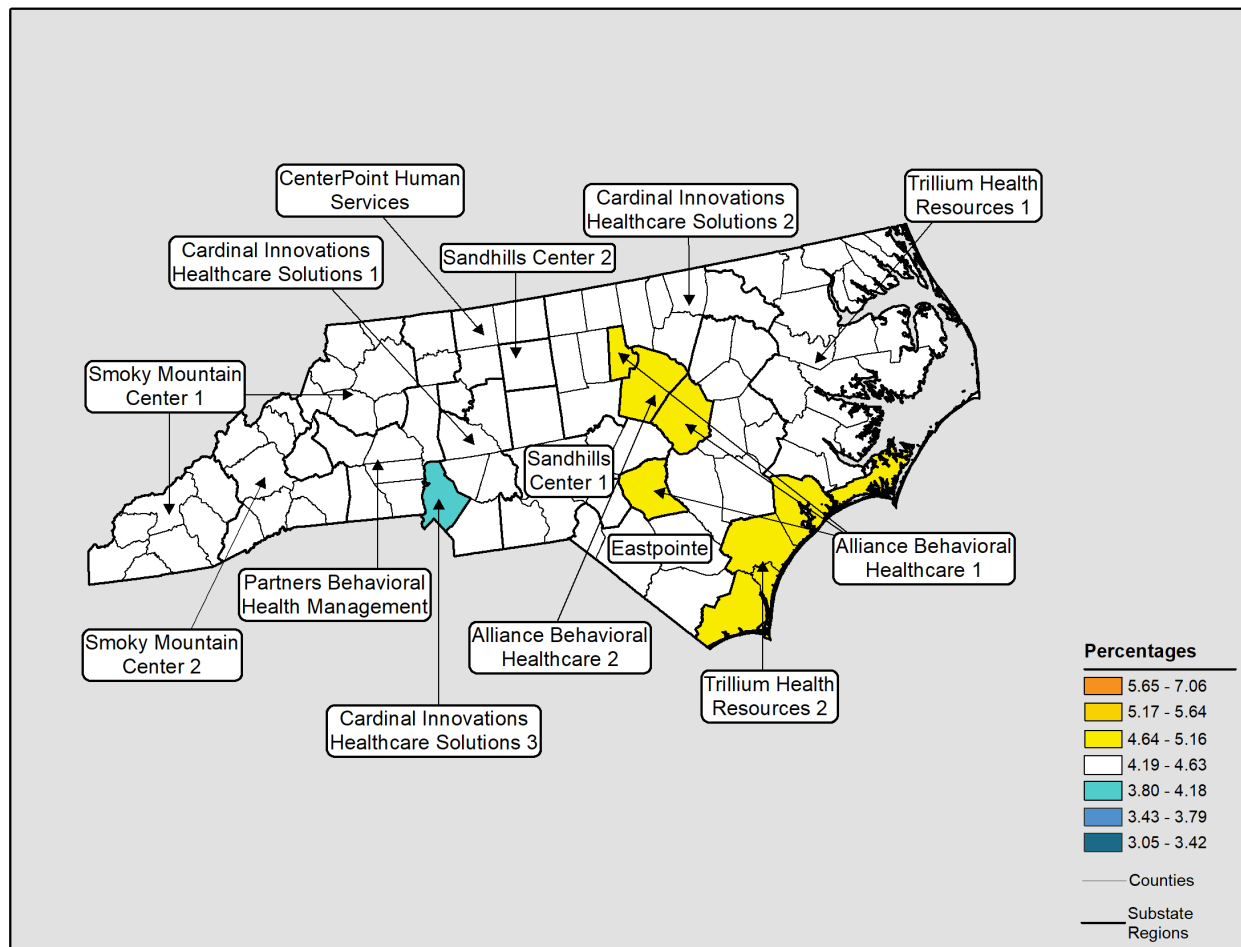 CenterPoint Human
Services
Cardinal Innovations
Healthcare Solutions 2
Trillium Health
Resources 1
Cardinal Innovations
Healthcare Solutions 1
Sandhills Center 2
Smoky Mountain
Center 1
Sandhills
Center 1
Eastpointe
Alliance Behavioral
Healthcare 1
Partners Behavioral
Health Management
Smoky Mountain
Center 2
Alliance Behavioral
Healthcare 2
Trillium Health
Resources 2
Cardinal Innovations
Healthcare Solutions 3
Percentages
5.65 - 7.06
5.17 - 5.64
4.64 - 5.16
4.19 - 4.63
3.80 - 4.18
3.43 - 3.79
3.05 - 3.42
Counties
Substate
Regions